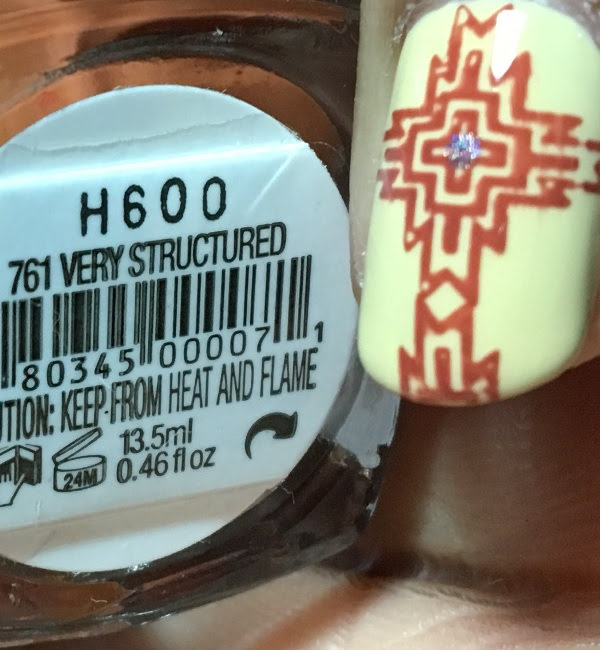 H600
761 VERY STRUCTURED
80345 00007 1
KEEP FROM HEAT AND FLAME
13.5ml
24M 0.46 fl oz